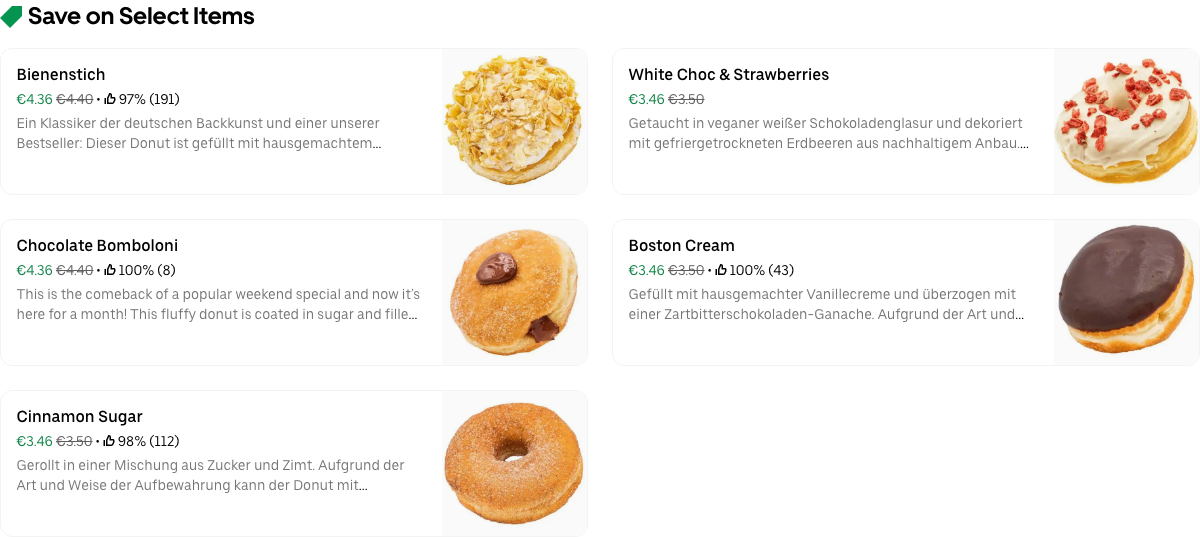 Save on Select Items
Bienenstich
€4.36 €4.40 • 97% (191)
Ein Klassiker der deutschen Backkunst und einer unserer
Bestseller: Dieser Donut ist gefüllt mit hausgemachtem...
White Choc & Strawberries
€3.46 €3.50
Getaucht in veganer weißer Schokoladenglasur und dekoriert
mit gefriergetrockneten Erdbeeren aus nachhaltigem Anbau....
Chocolate Bomboloni
€4.36 €4.40 • 100% (8)
This is the comeback of a popular weekend special and now it's
here for a month! This fluffy donut is coated in sugar and fille...
Boston Cream
€3.46 €3.50 • 100% (43)
Gefüllt mit hausgemachter Vanillecreme und überzogen mit
einer Zartbitterschokoladen-Ganache. Aufgrund der Art und...
Cinnamon Sugar
€3.46 €3.50 • 98% (112)
Gerollt in einer Mischung aus Zucker und Zimt. Aufgrund der
Art und Weise der Aufbewahrung kann der Donut mit...